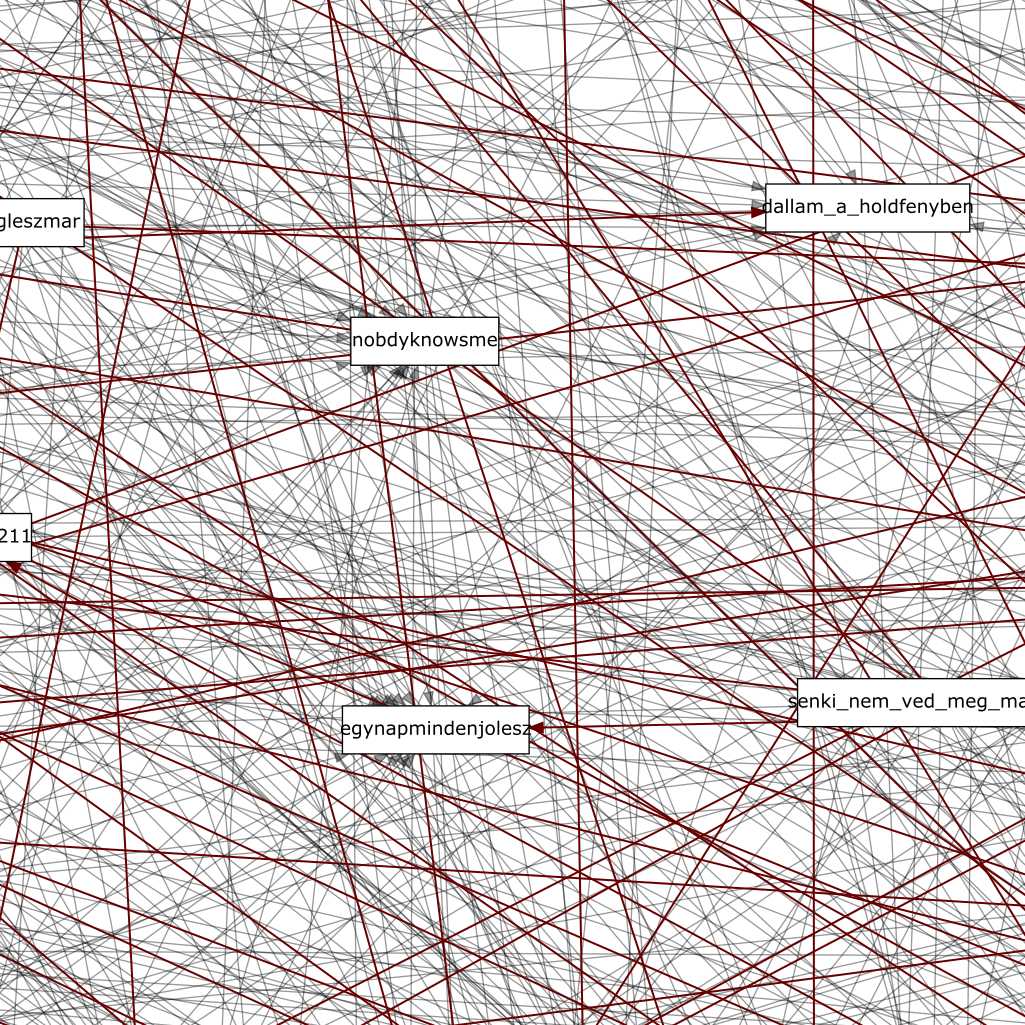 dallam_a_holdfenyben
gleszmar
nobdyknowsme
211
senki_nem_ved_meg_ma
egynapmindenjolesz